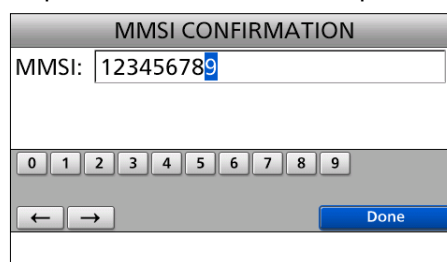 MMSI CONFIRMATION
MMSI: 123456789
0 1 2 3 4 5 6 7 8 9
← → Done